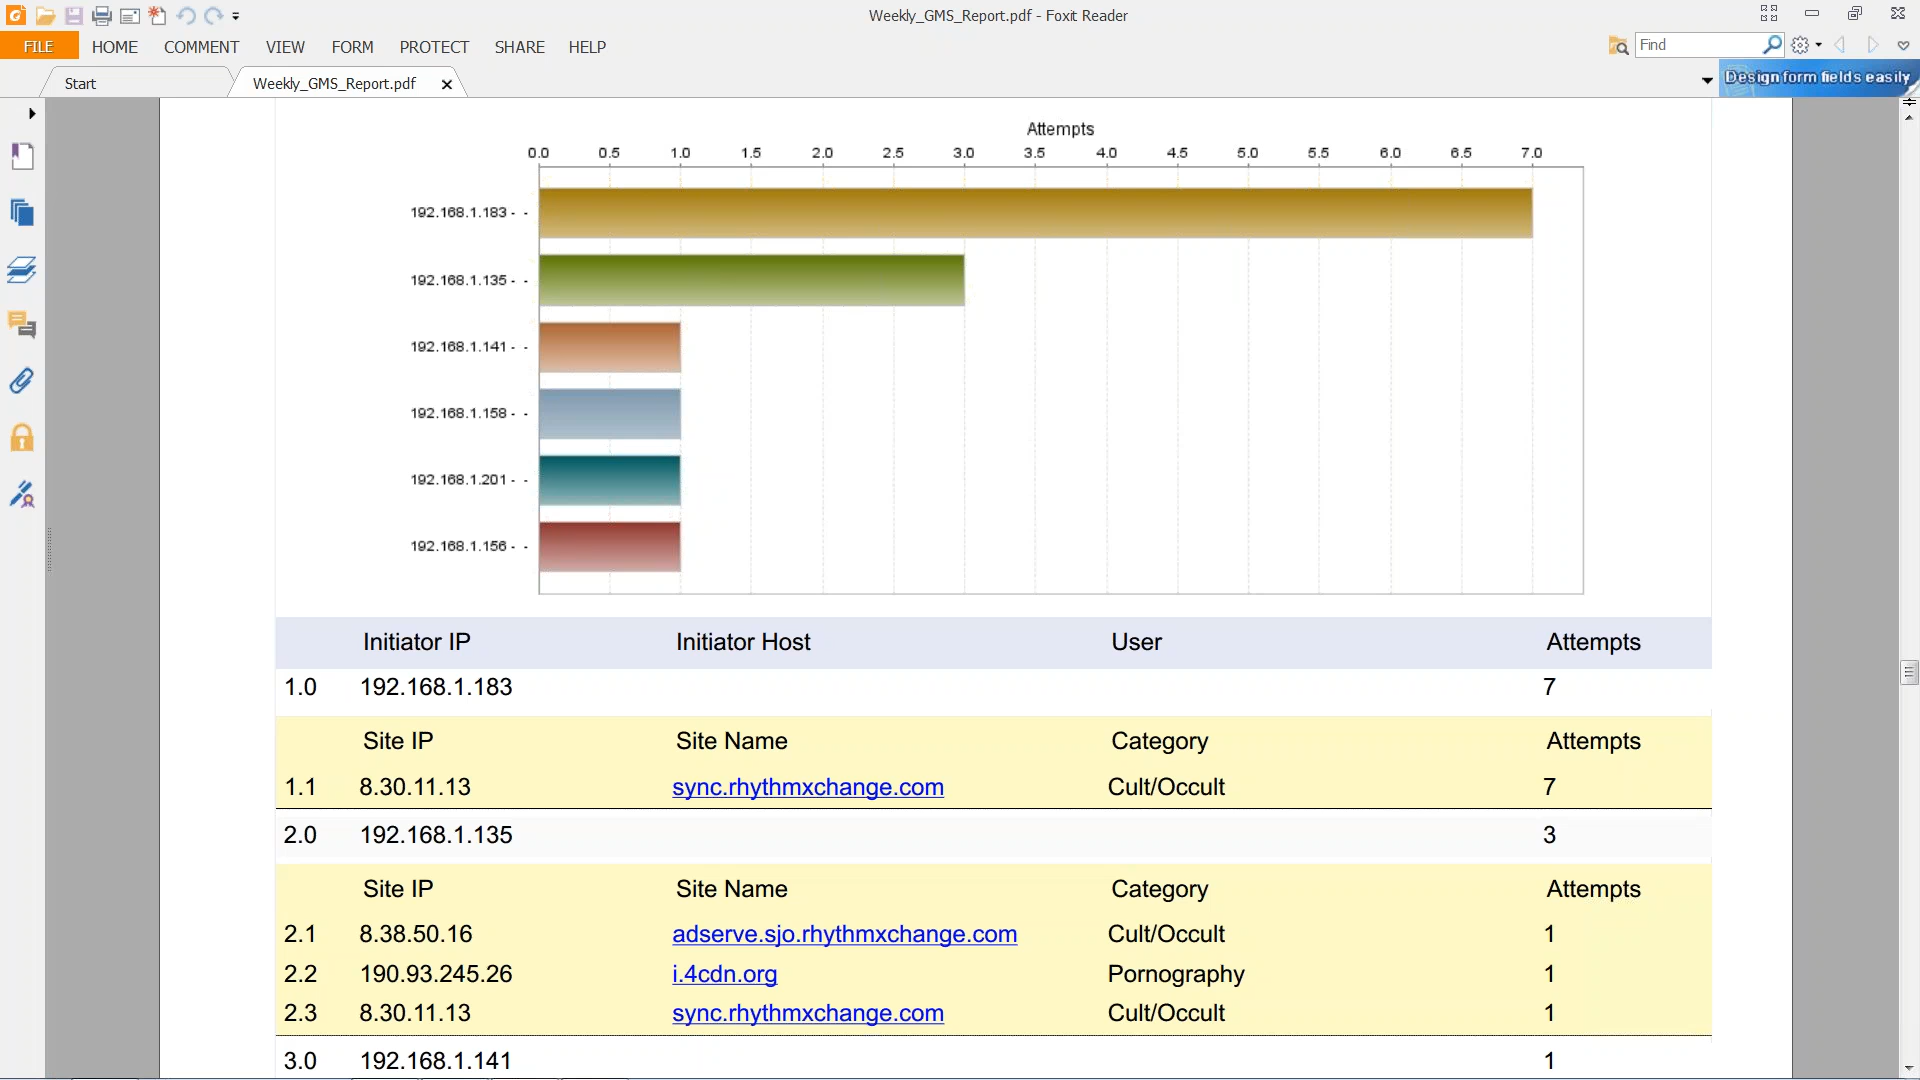 Weekly_GMS_Report.pdf - Foxit Reader
FILE HOME COMMENT VIEW FORM PROTECT SHARE HELP Find
Start Weekly_GMS_Report.pdf Design form fields easily
Attempts
0.0 0.5 1.0 1.5 2.0 2.5 3.0 3.5 4.0 4.5 5.0 5.5 6.0 6.5 7.0
192.168.1.183 - -
192.168.1.135 - -
192.168.1.141 - -
192.168.1.158 - -
192.168.1.201 - -
192.168.1.156 - -
Initiator IP Initiator Host User Attempts
1.0 192.168.1.183 7
Site IP Site Name Category Attempts
1.1 8.30.11.13 sync.rhythmxchange.com Cult/Occult 7
2.0 192.168.1.135 3
Site IP Site Name Category Attempts
2.1 8.38.50.16 adserve.sjo.rhythmxchange.com Cult/Occult 1
2.2 190.93.245.26 i.4cdn.org Pornography 1
2.3 8.30.11.13 sync.rhythmxchange.com Cult/Occult 1
3.0 192.168.1.141 1